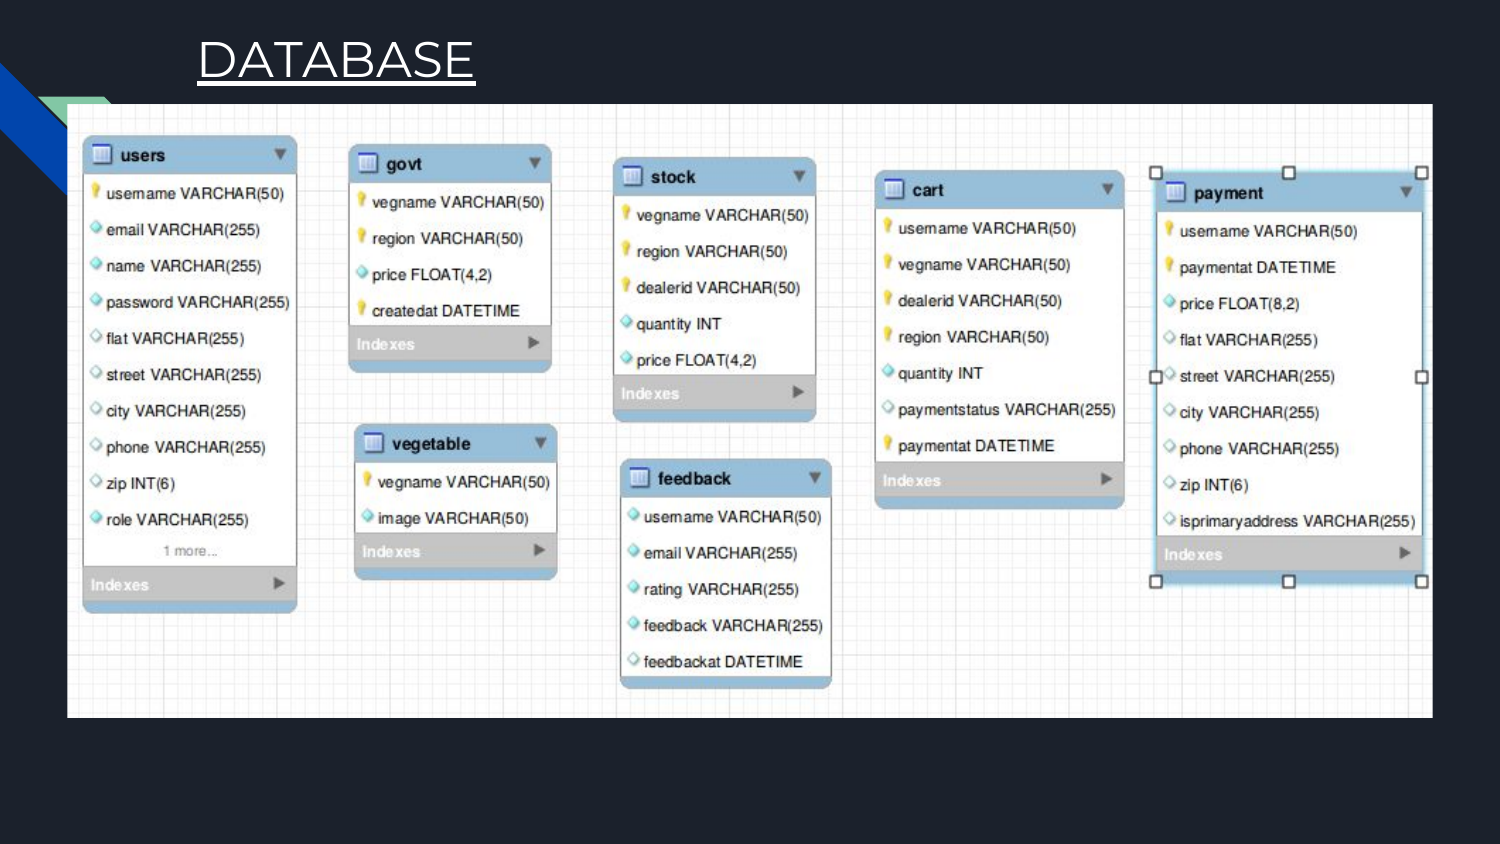 DATABASE
users
username VARCHAR(50)
email VARCHAR(255)
name VARCHAR(255)
password VARCHAR(255)
flat VARCHAR(255)
street VARCHAR(255)
city VARCHAR(255)
phone VARCHAR(255)
zip INT(6)
role VARCHAR(255)
1 more...
Indexes
govt
vegname VARCHAR(50)
region VARCHAR(50)
price FLOAT(4,2)
createdat DATETIME
Indexes
vegetable
vegname VARCHAR(50)
image VARCHAR(50)
Indexes
stock
vegname VARCHAR(50)
region VARCHAR(50)
dealerid VARCHAR(50)
quantity INT
price FLOAT(4,2)
Indexes
feedback
username VARCHAR(50)
email VARCHAR(255)
rating VARCHAR(255)
feedback VARCHAR(255)
feedbackat DATETIME
cart
username VARCHAR(50)
vegname VARCHAR(50)
dealerid VARCHAR(50)
region VARCHAR(50)
quantity INT
paymentstatus VARCHAR(255)
paymentat DATETIME
Indexes
payment
username VARCHAR(50)
paymentat DATETIME
price FLOAT(8,2)
flat VARCHAR(255)
street VARCHAR(255)
city VARCHAR(255)
phone VARCHAR(255)
zip INT(6)
isprimaryaddress VARCHAR(255)
Indexes